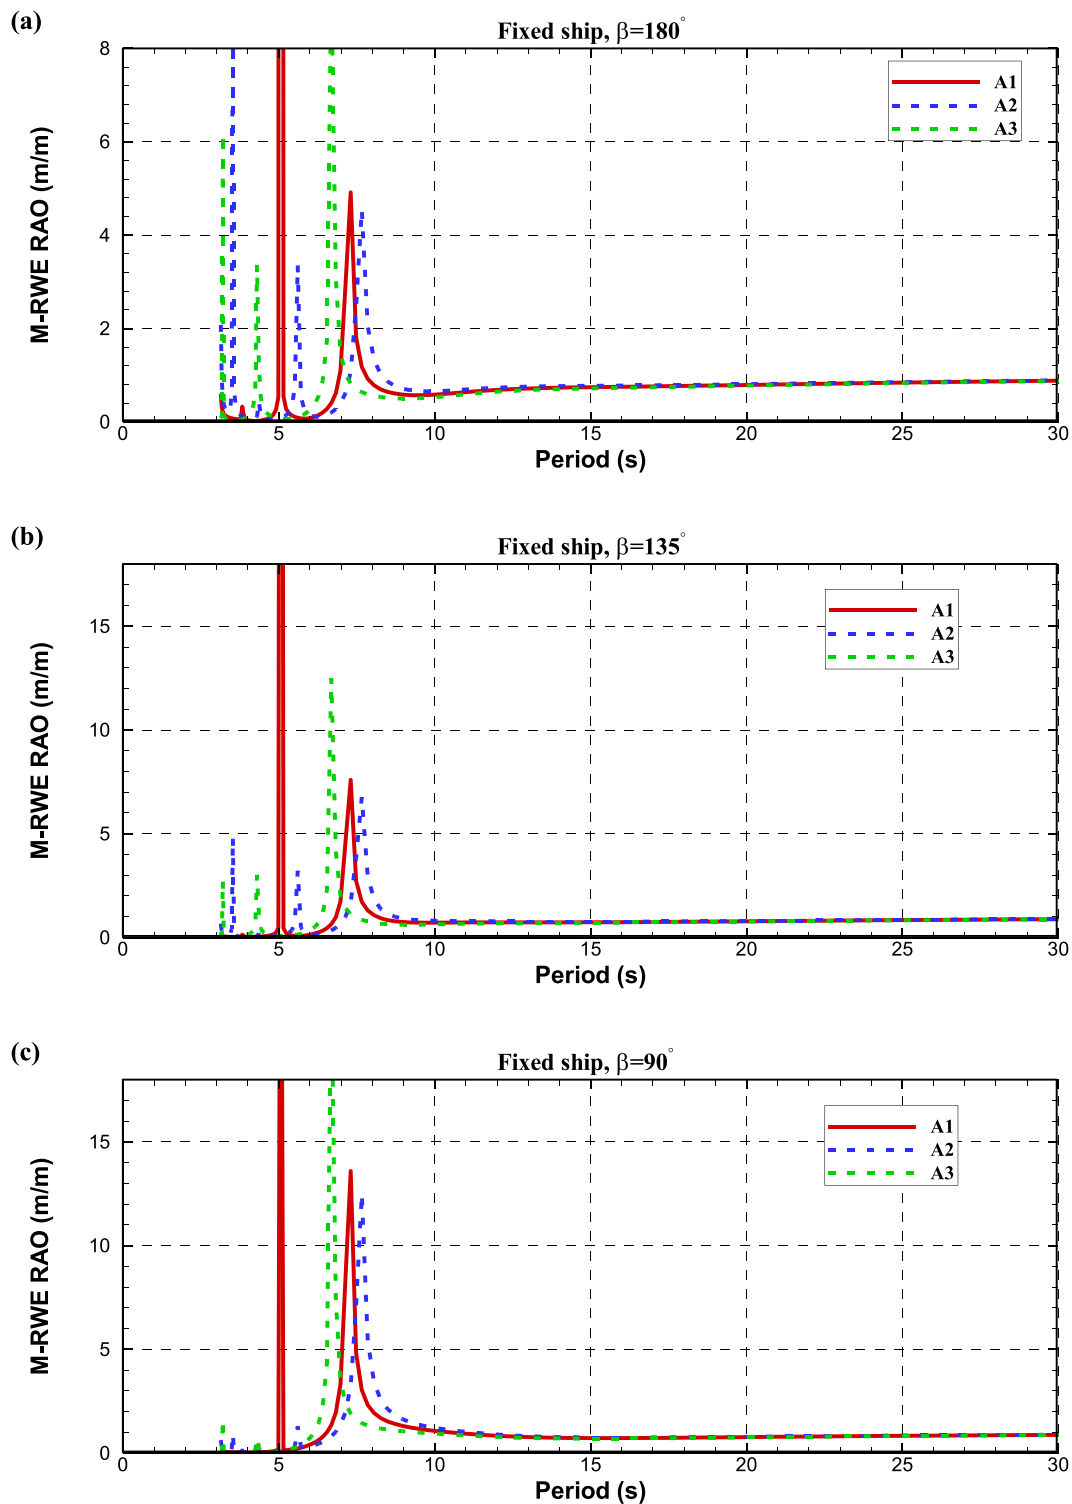 (a)
Fixed ship, β=180°
M-RWE RAO (m/m)
8
6
4
2
0
A1
A2
A3
0 5 10 15 20 25 30
Period (s)
(b)
Fixed ship, β=135°
M-RWE RAO (m/m)
15
10
5
0
A1
A2
A3
0 5 10 15 20 25 30
Period (s)
(c)
Fixed ship, β=90°
M-RWE RAO (m/m)
15
10
5
0
A1
A2
A3
0 5 10 15 20 25 30
Period (s)